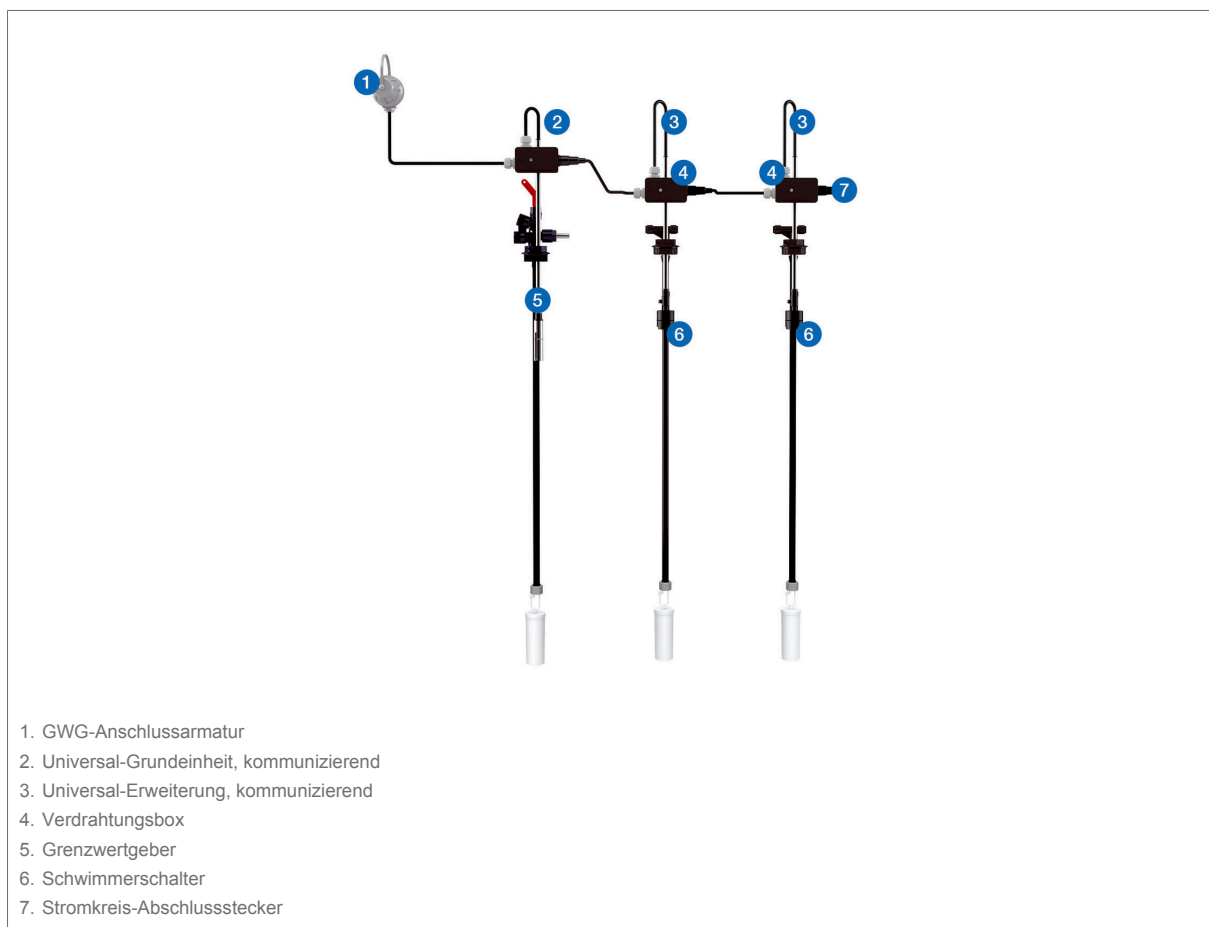 1
2
3
3
4
4
7
5
6
6
1. GWG-Anschlussarmatur
2. Universal-Grundeinheit, kommunizierend
3. Universal-Erweiterung, kommunizierend
4. Verdrahtungsbox
5. Grenzwertgeber
6. Schwimmerschalter
7. Stromkreis-Abschlussstecker